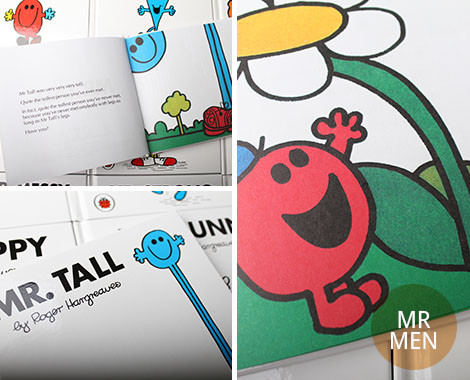 Mr Tall was very very very tall.
Quite the tallest person you've ever met.
In fact, quite the tallest person you've never met,
because you've never met anybody with legs as
long as Mr Tall's legs.
Have you?
PPY
UNN
MR. TALL
by Roger Hargreaves
Hargreaves
MR
MEN